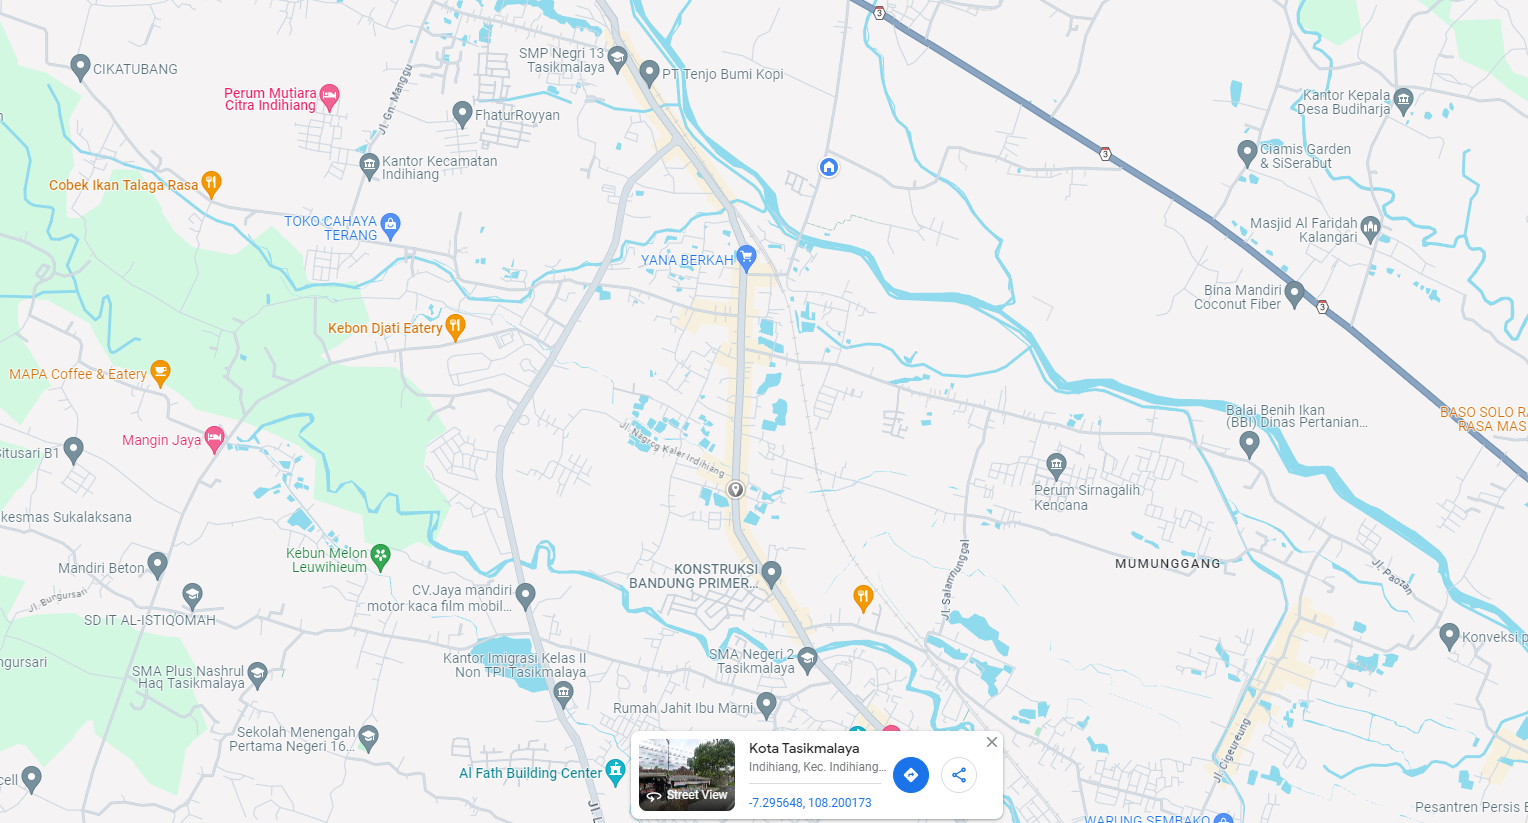 3
SMP Negri 13
Tasikmalaya
PT Tenjo Bumi Kopi
CIKATUBANG
Perum Mutiara
Citra Indihiang
Jl. Gn. Manggu
FhaturRoyyan
Kantor Kepala
Desa Budiharja
Ciamis Garden
& SiSerabut
3
Kantor Kecamatan
Indihiang
Cobek Ikan Talaga Rasa
TOKO CAHAYA
TERANG
Masjid Al Faridah
Kalangari
YANA BERKAH
Bina Mandiri
Coconut Fiber
3
Kebon Djati Eatery
MAPA Coffee & Eatery
Balai Benih Ikan
(BBI) Dinas Pertanian...
BASO SOLO RA
RASA MAS
Mangin Jaya
Situsari B1
Jl. Nagrog Kaler Indihiang
Perum Sirnagalih
Kencana
kesmas Sukalaksana
Kebun Melon
Leuwihieum
Mandiri Beton
KONSTRUKSI
BANDUNG PRIMER...
MUMUNGGANG
Jl. Salamnunggal
Jl. Paozan
CV.Jaya mandiri
motor kaca film mobil...
Jl. Bungursari
SD IT AL-ISTIQOMAH
Konveksi p
ngursari
SMA Plus Nashrul
Haq Tasikmalaya
Kantor Imigrasi Kelas II
Non TPI Tasikmalaya
SMA Negeri 2
Tasikmalaya
Rumah Jahit Ibu Marni
Sekolah Menengah
Pertama Negeri 16...
Jl. Cigeureung
cell
Al Fath Building Center
Jl. L
Kota Tasikmalaya
Indihiang, Kec. Indihiang...
Street View
-7.295648, 108.200173
WARUNG SEMBAKO
Pesantren Persis B